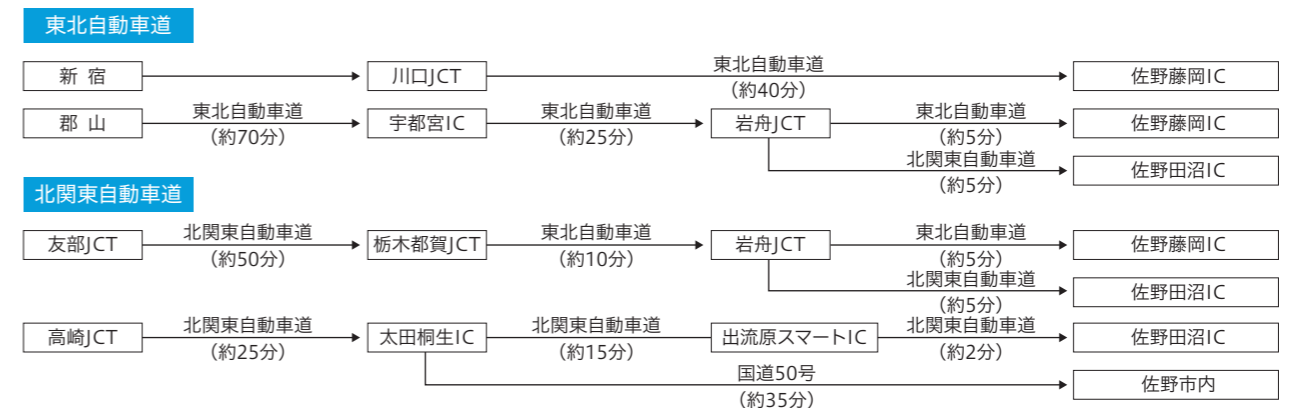 東北自動車道
新 宿
川口JCT
東北自動車道
(約40分)
佐野藤岡IC
郡 山
東北自動車道
(約70分)
宇都宮IC
東北自動車道
(約25分)
岩舟JCT
東北自動車道
(約5分)
佐野藤岡IC
北関東自動車道
(約5分)
佐野田沼IC
北関東自動車道
友部JCT
北関東自動車道
(約50分)
栃木都賀JCT
東北自動車道
(約10分)
岩舟JCT
東北自動車道
(約5分)
佐野藤岡IC
北関東自動車道
(約5分)
佐野田沼IC
高崎JCT
北関東自動車道
(約25分)
太田桐生IC
北関東自動車道
(約15分)
出流原スマートIC
北関東自動車道
(約2分)
佐野田沼IC
国道50号
(約35分)
佐野市内